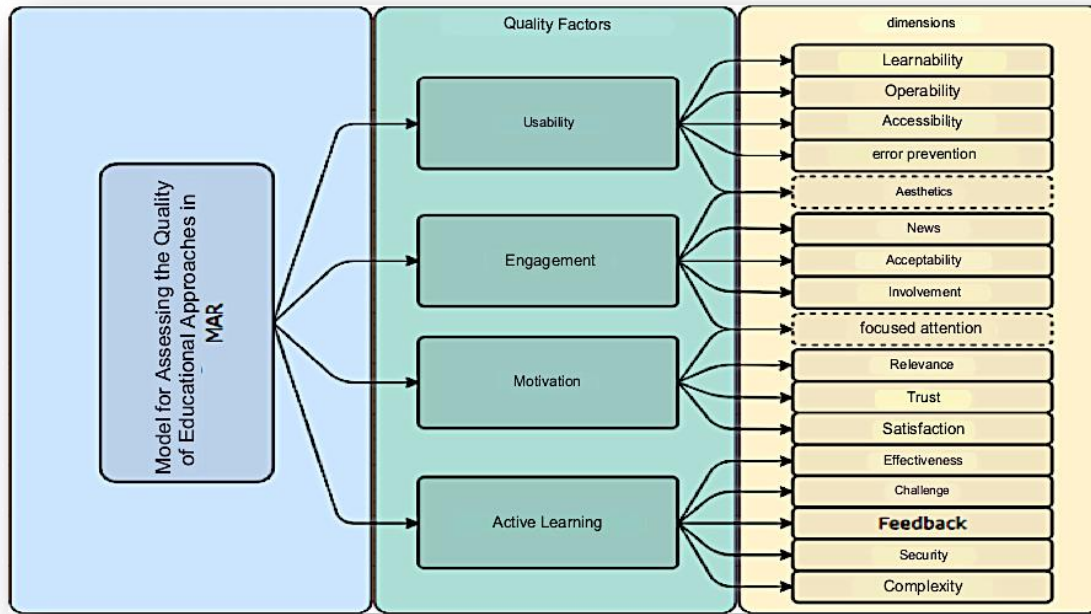 Model for Assessing the Quality
of Educational Approaches in
MAR
Quality Factors
Usability
Engagement
Motivation
Active Learning
dimensions
Learnability
Operability
Accessibility
error prevention
Aesthetics
News
Acceptability
Involvement
focused attention
Relevance
Trust
Satisfaction
Effectiveness
Challenge
Feedback
Security
Complexity